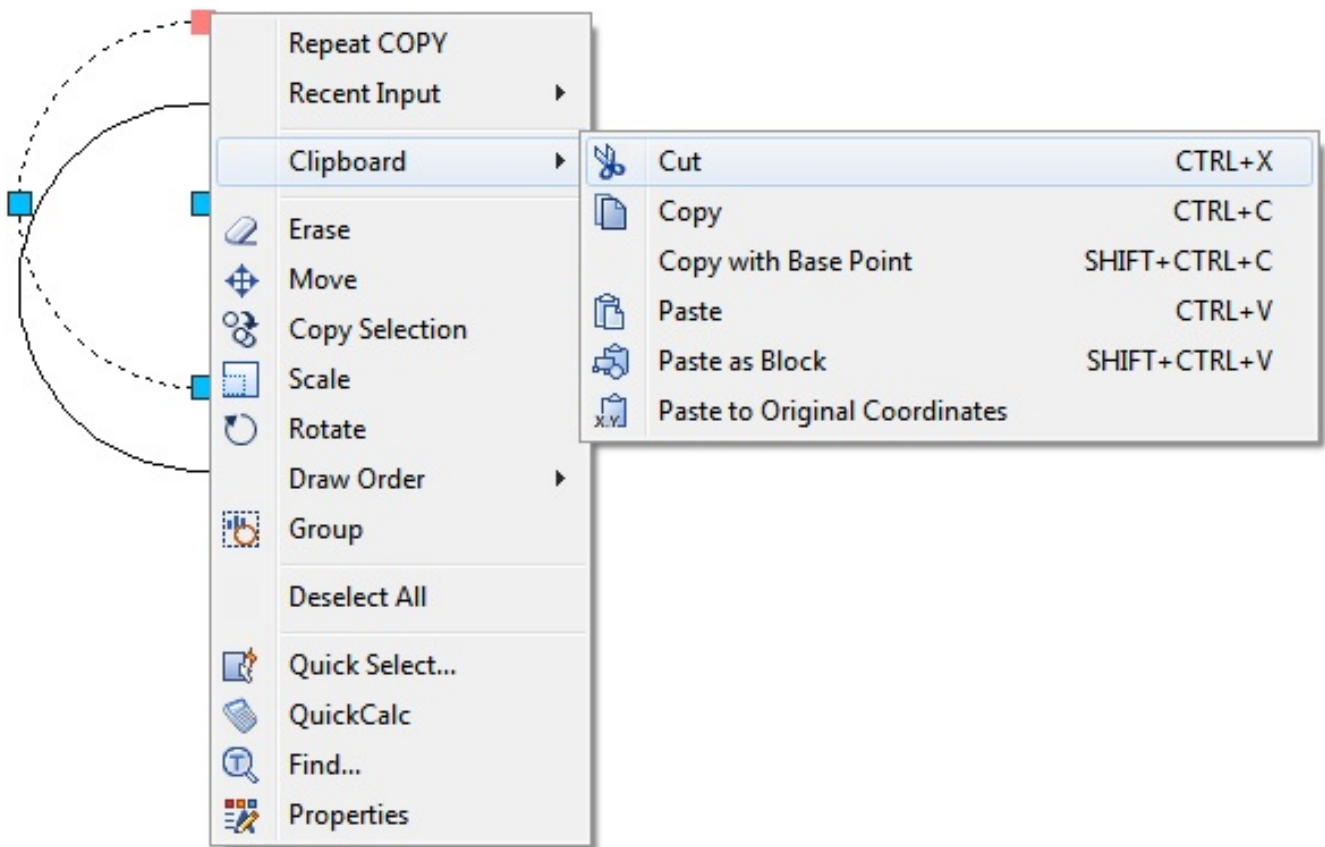 Repeat COPY
Recent Input
Clipboard
Erase
Move
Copy Selection
Scale
Rotate
Draw Order
Group
Deselect All
Quick Select...
QuickCalc
Find...
Properties
Cut CTRL+X
Copy CTRL+C
Copy with Base Point SHIFT+CTRL+C
Paste CTRL+V
Paste as Block SHIFT+CTRL+V
X.Y. Paste to Original Coordinates